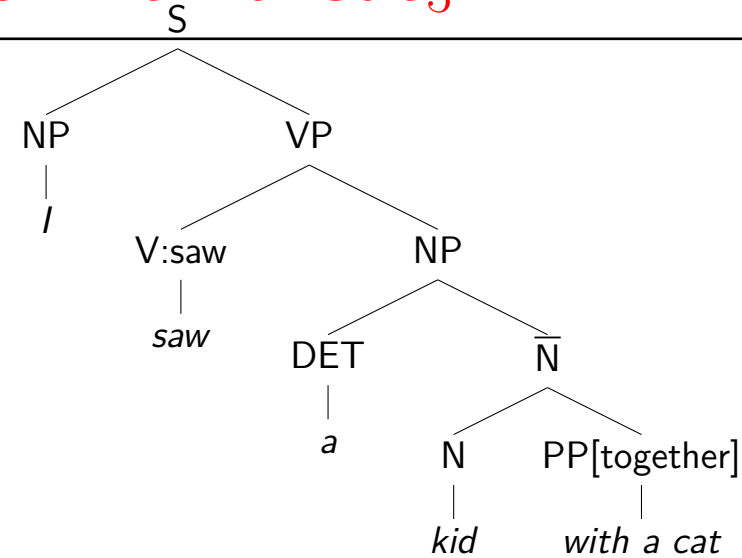 S
NP VP
I
V:saw NP
saw
DET N̅
a
N PP[together]
kid with a cat